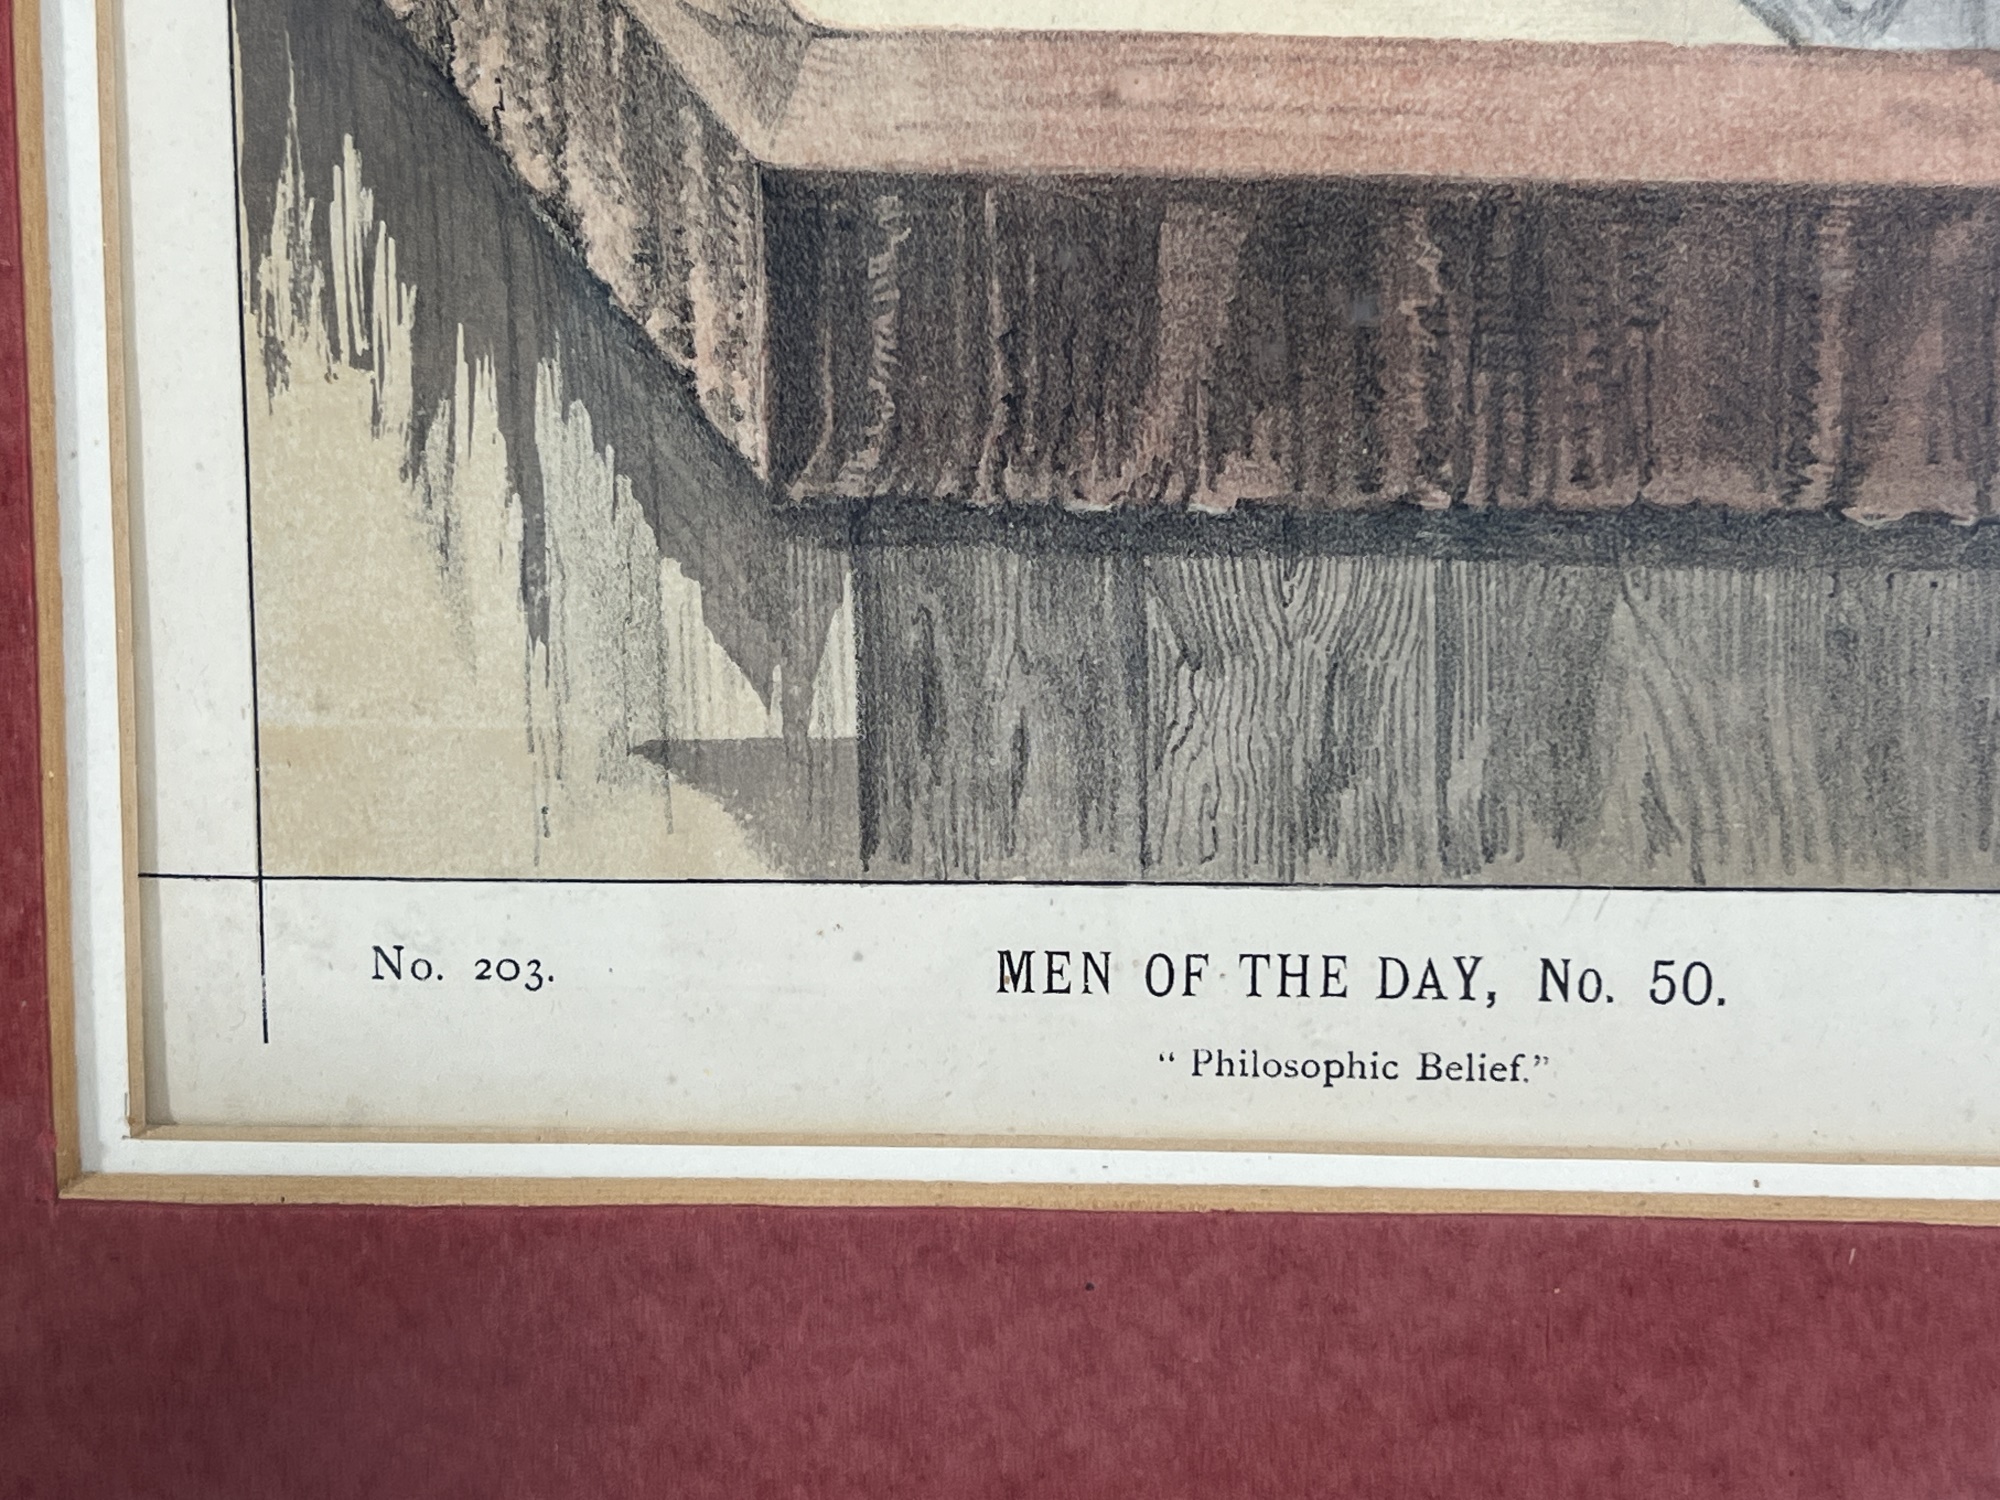 No. 203.
MEN OF THE DAY, No. 50.
“Philosophic Belief.”